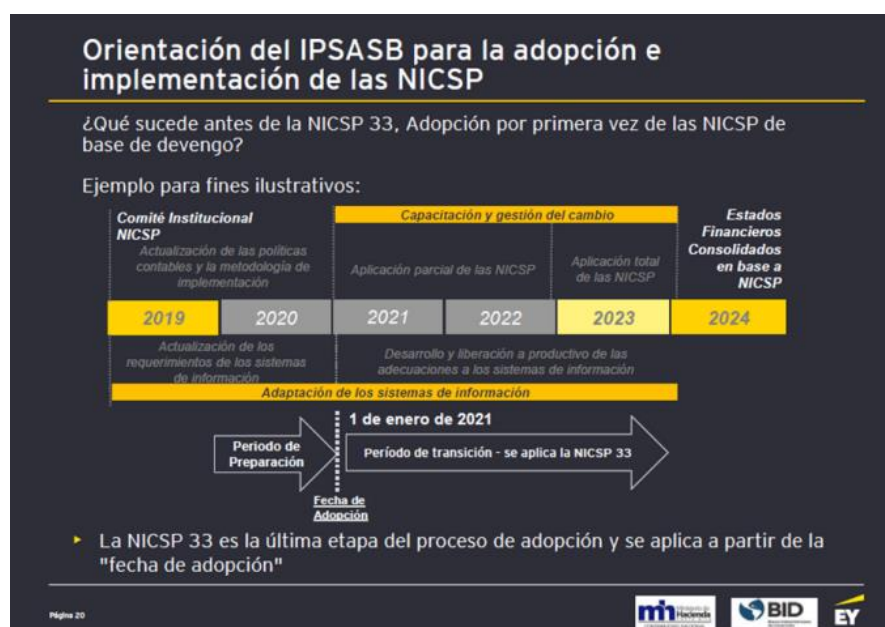 Orientación del IPSASB para la adopción e
implementación de las NICSP
¿Qué sucede antes de la NICSP 33, Adopción por primera vez de las NICSP de
base de devengo?
Ejemplo para fines ilustrativos:
Comité Institucional
NICSP
Actualización de las políticas
contables y la metodología de
implementación
Capacitación y gestión del cambio
Aplicación parcial de las NICSP
Aplicación total
de las NICSP
Estados
Financieros
Consolidados
en base a
NICSP
2019
2020
2021
2022
2023
2024
Actualización de los
requerimientos de los sistemas
de información
Desarrollo y liberación a productivo de las
adecuaciones a los sistemas de información
Adaptación de los sistemas de información
1 de enero de 2021
Periodo de
Preparación
Período de transición - se aplica la NICSP 33
Fecha de
Adopción
La NICSP 33 es la última etapa del proceso de adopción y se aplica a partir de la
"fecha de adopción"
Página 20
mh
Hacienda
BID
EY